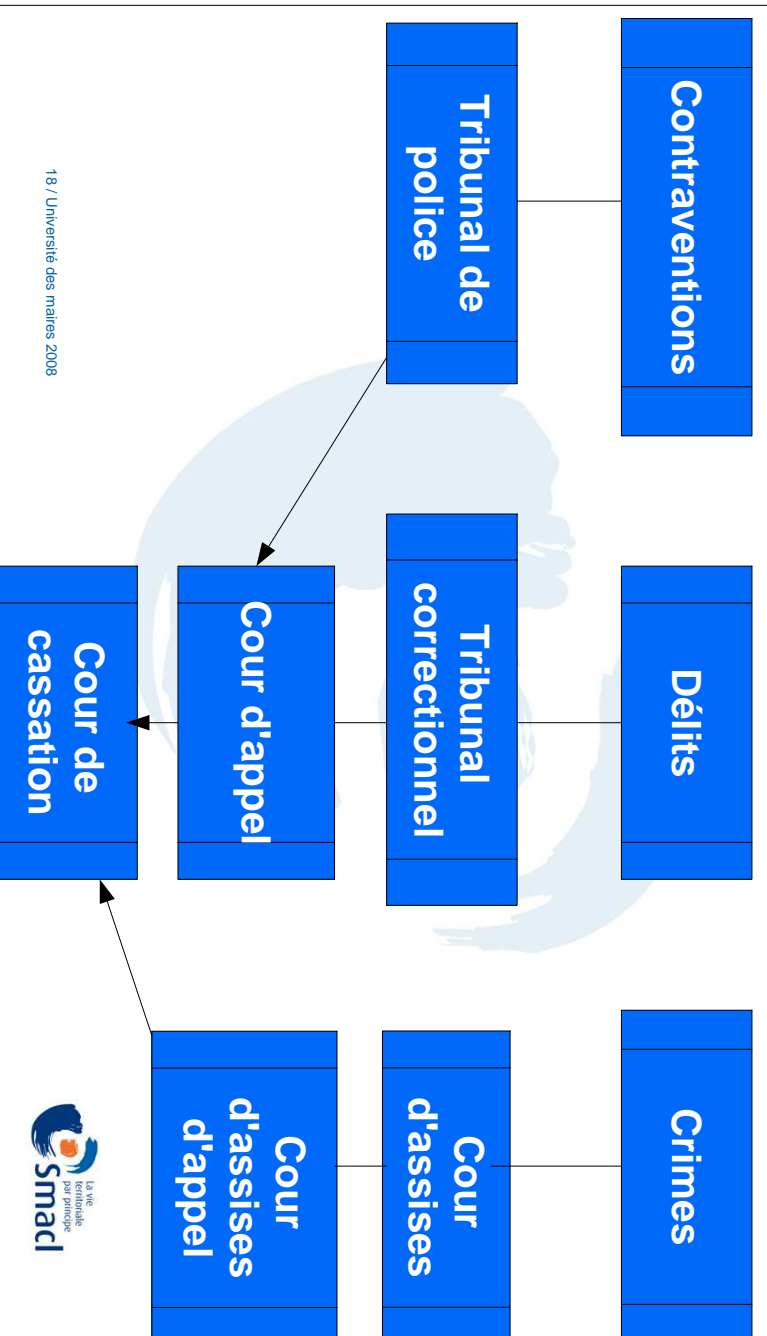 Contraventions
Délits
Crimes
Tribunal de
police
Tribunal
correctionnel
Cour
d'assises
Cour d'appel
Cour
d'assises
d'appel
Cour de
cassation
18 / Université des maires 2008
La vie
territoriale
par principe
Smacl